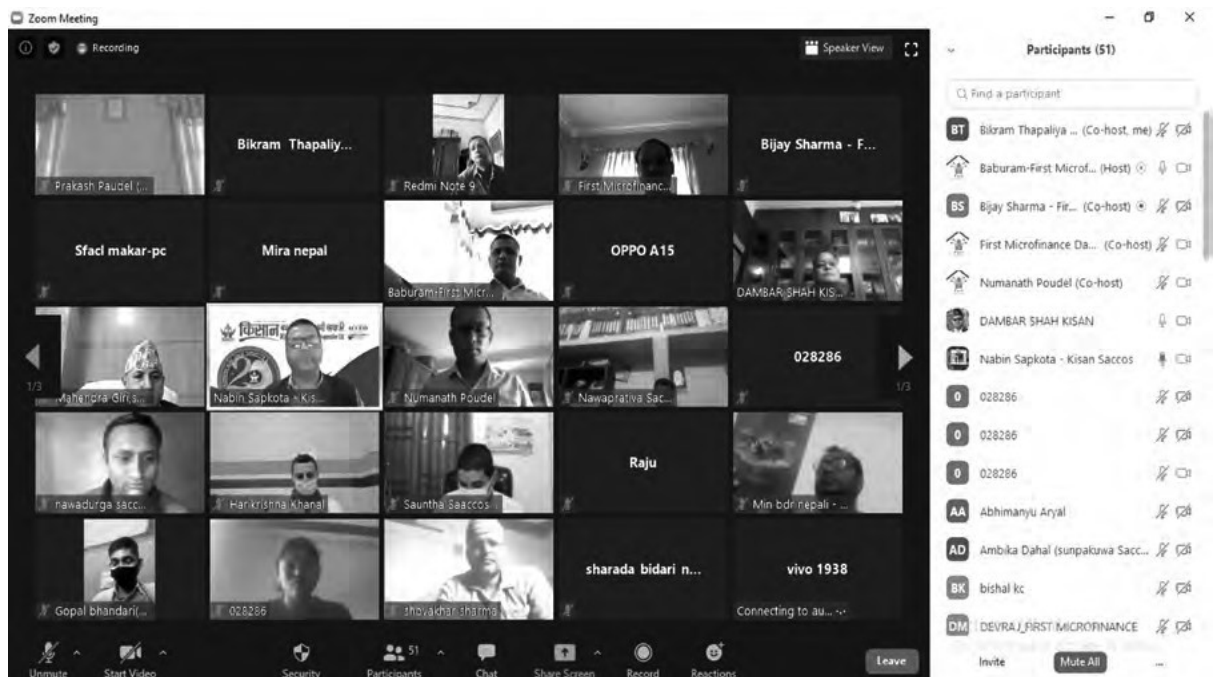 Zoom Meeting
Recording
Speaker View
Prakash Paudel (...
Bikram Thapaliy...
Redmi Note 9
First Microfinanc...
Bijay Sharma - F...
Sfacl makar-pc
Mira nepal
Baburam-First Micr...
OPPO A15
DAMBAR SHAH KIS...
1/3
Mahendra Giri,s...
किसान
Nabin Sapkota - Kis...
Numanath Poudel
Nawaprativa Sac...
028286
1/3
nawadurga sacc...
Harikrishna Khanal
Sauntha Saaccos...
Raju
Min bdr nepali - ...
Gopal bhandari(...
028286
shovakhar sharma
sharada bidari n...
vivo 1938
Connecting to au...
Unmute
Start Video
Security
51
Participants
Chat
Share Screen
Record
Reactions
Leave
Participants (51)
Find a participant
BT Bikram Thapaliya ... (Co-host, me)
Baburam-First Microf... (Host)
BS Bijay Sharma - Fir... (Co-host)
First Microfinance Da... (Co-host)
Numanath Poudel (Co-host)
DAMBAR SHAH KISAN
Nabin Sapkota - Kisan Saccos
0 028286
0 028286
0 028286
AA Abhimanyu Aryal
AD Ambika Dahal (sunpakuwa Sacc...
BK bishal kc
DM DEVRAJ_FIRST MICROFINANCE
Invite
Mute All
...